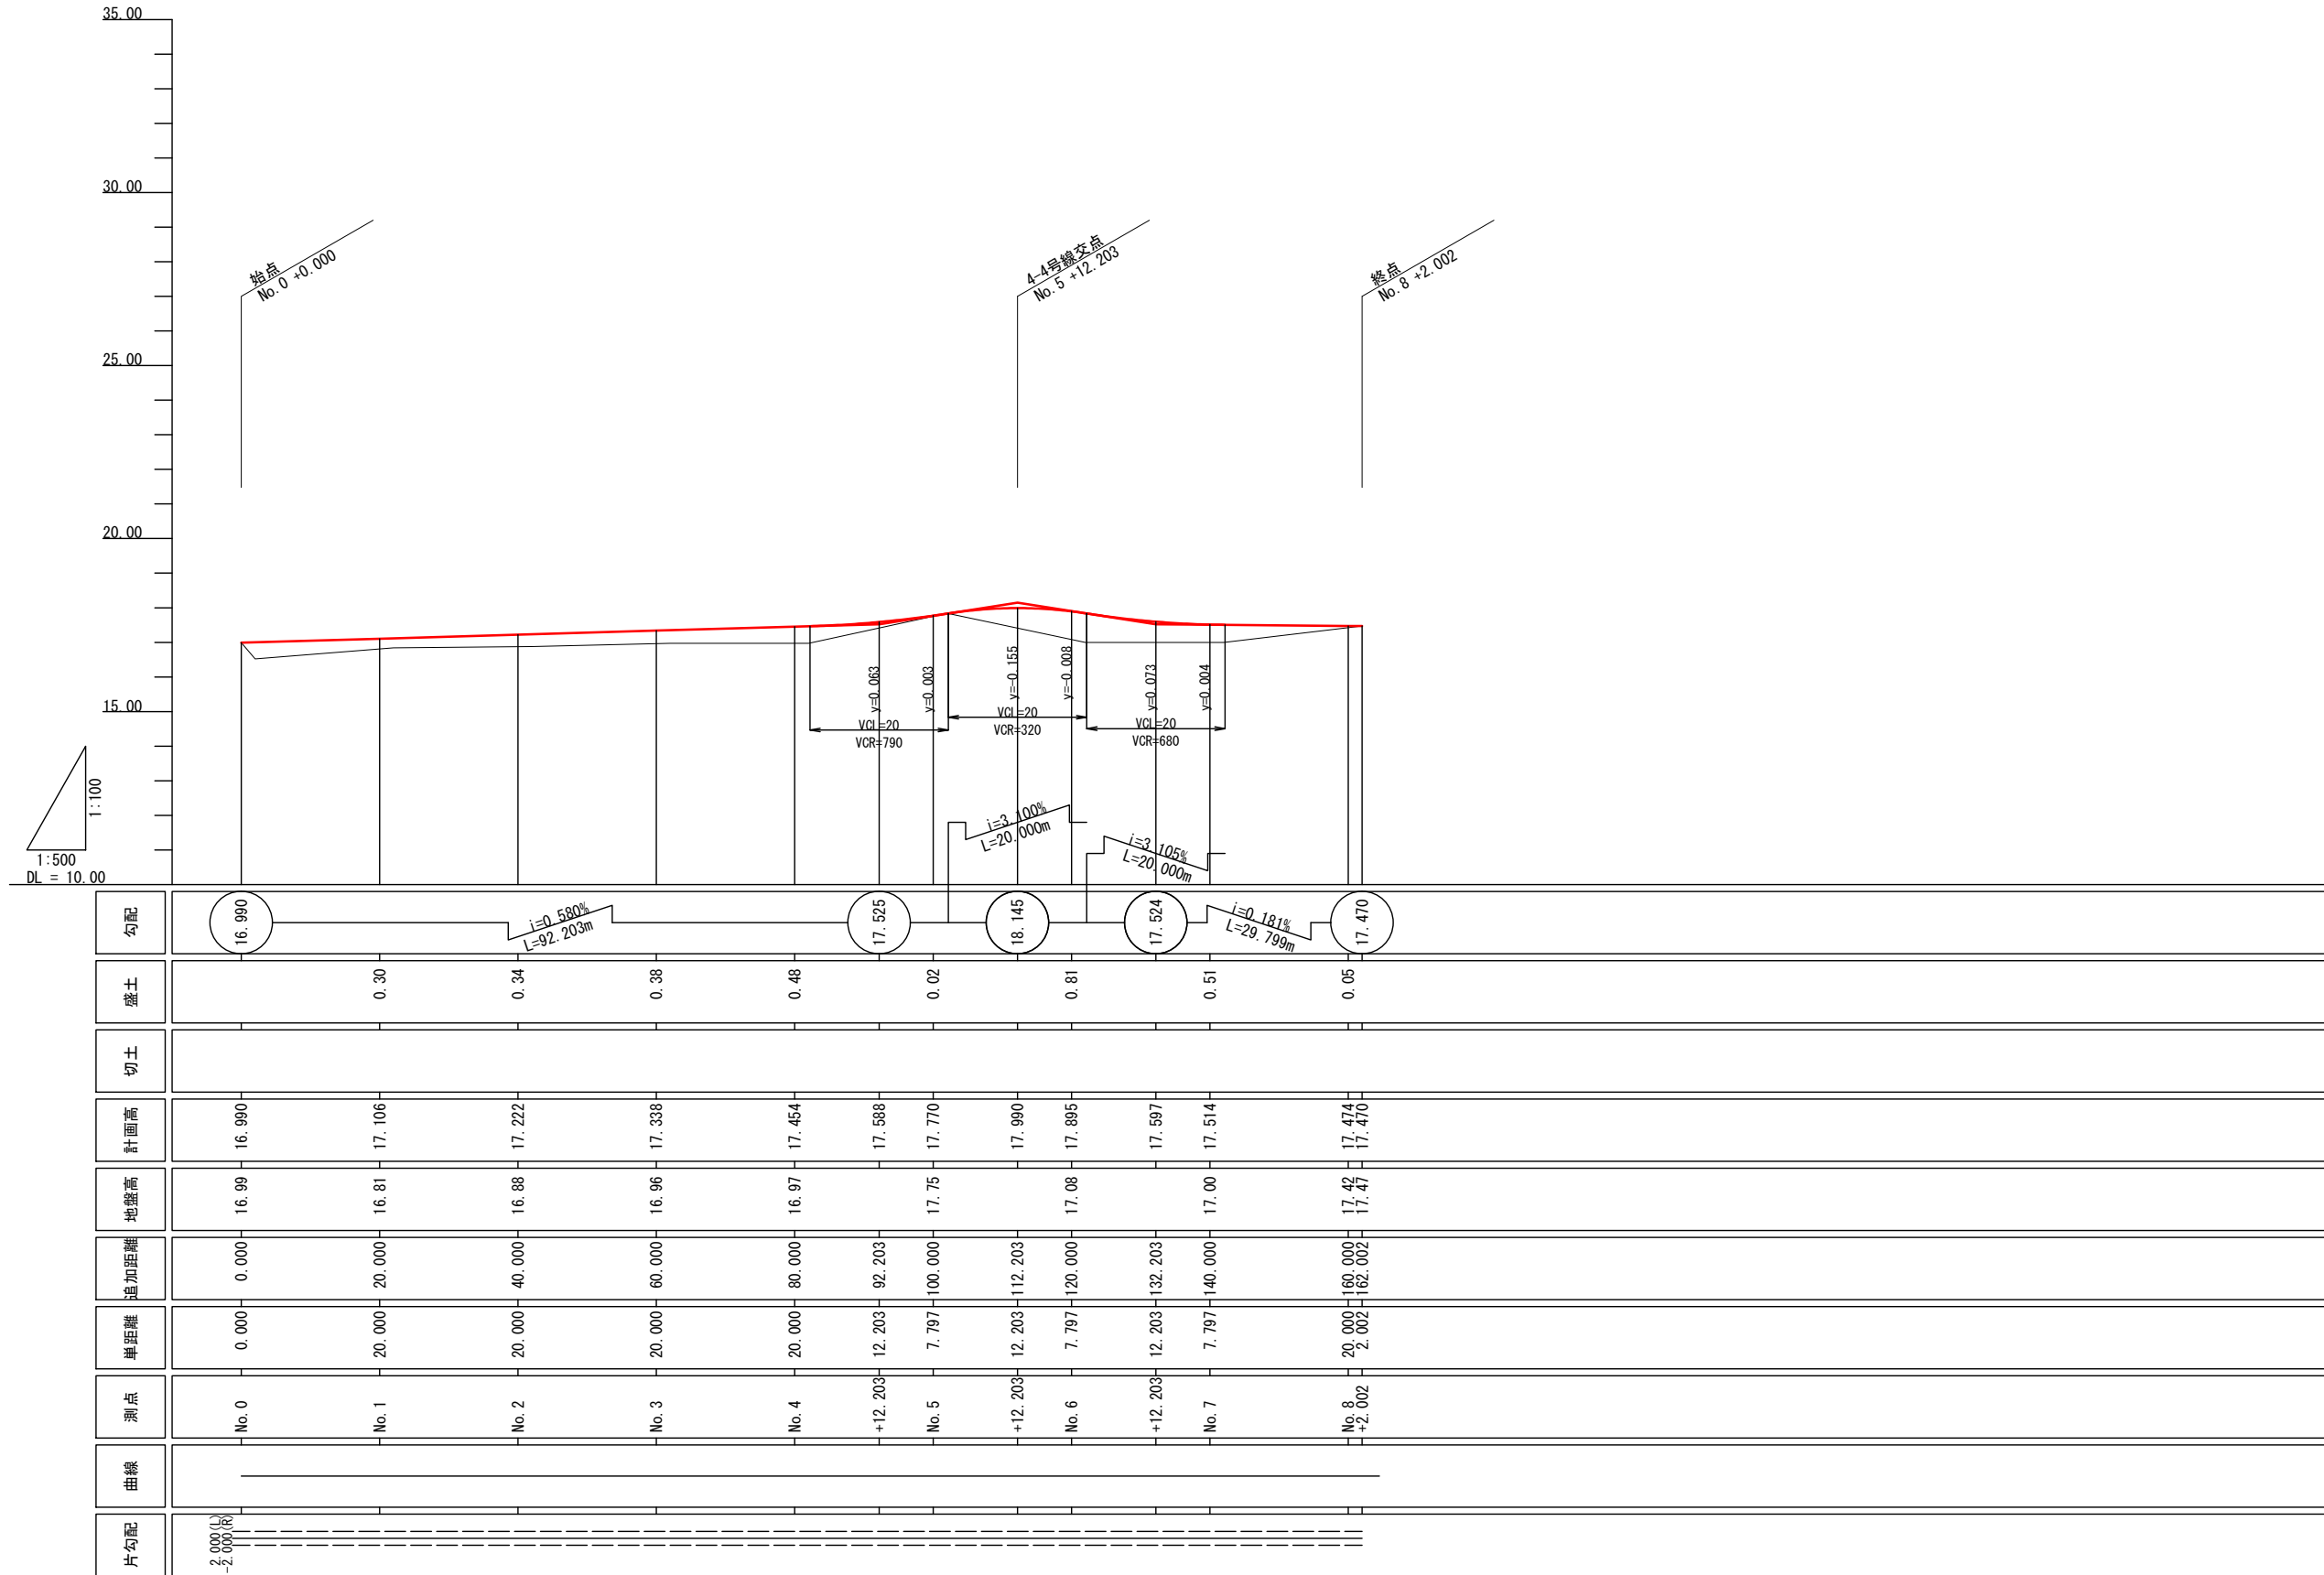 35.00
30.00
25.00
20.00
15.00
始点
No.0 +0.000
4-4号線交点
No.5 +12.203
終点
No.8 +2.002
y=0.063
y=0.003
y=-0.155
y=-0.008
y=0.073
y=0.004
VCL=20
VCR=790
VCL=20
VCR=320
VCL=20
VCR=680
1:100
1:500
DL = 10.00
i=3.100%
L=20.000m
i=3.105%
L=20.000m
勾配
16.990
i=0.580%
L=92.203m
17.525
18.145
17.524
i=0.181%
L=29.799m
17.470
盛土 0.30 0.34 0.38 0.48 0.02 0.81 0.51 0.05
切土
計画高 16.990 17.106 17.222 17.338 17.454 17.588 17.770 17.990 17.895 17.597 17.514 17.474 17.470
地盤高 16.99 16.81 16.88 16.96 16.97 17.75 17.08 17.00 17.42 17.47
追加距離 0.000 20.000 40.000 60.000 80.000 92.203 100.000 112.203 120.000 132.203 140.000 160.000 162.002
単距離 0.000 20.000 20.000 20.000 20.000 12.203 7.797 12.203 7.797 12.203 7.797 20.000 2.002
測点 No.0 No.1 No.2 No.3 No.4 +12.203 No.5 +12.203 No.6 +12.203 No.7 No.8 +2.002
曲線
片勾配
2.000(L)
-2.000(R)